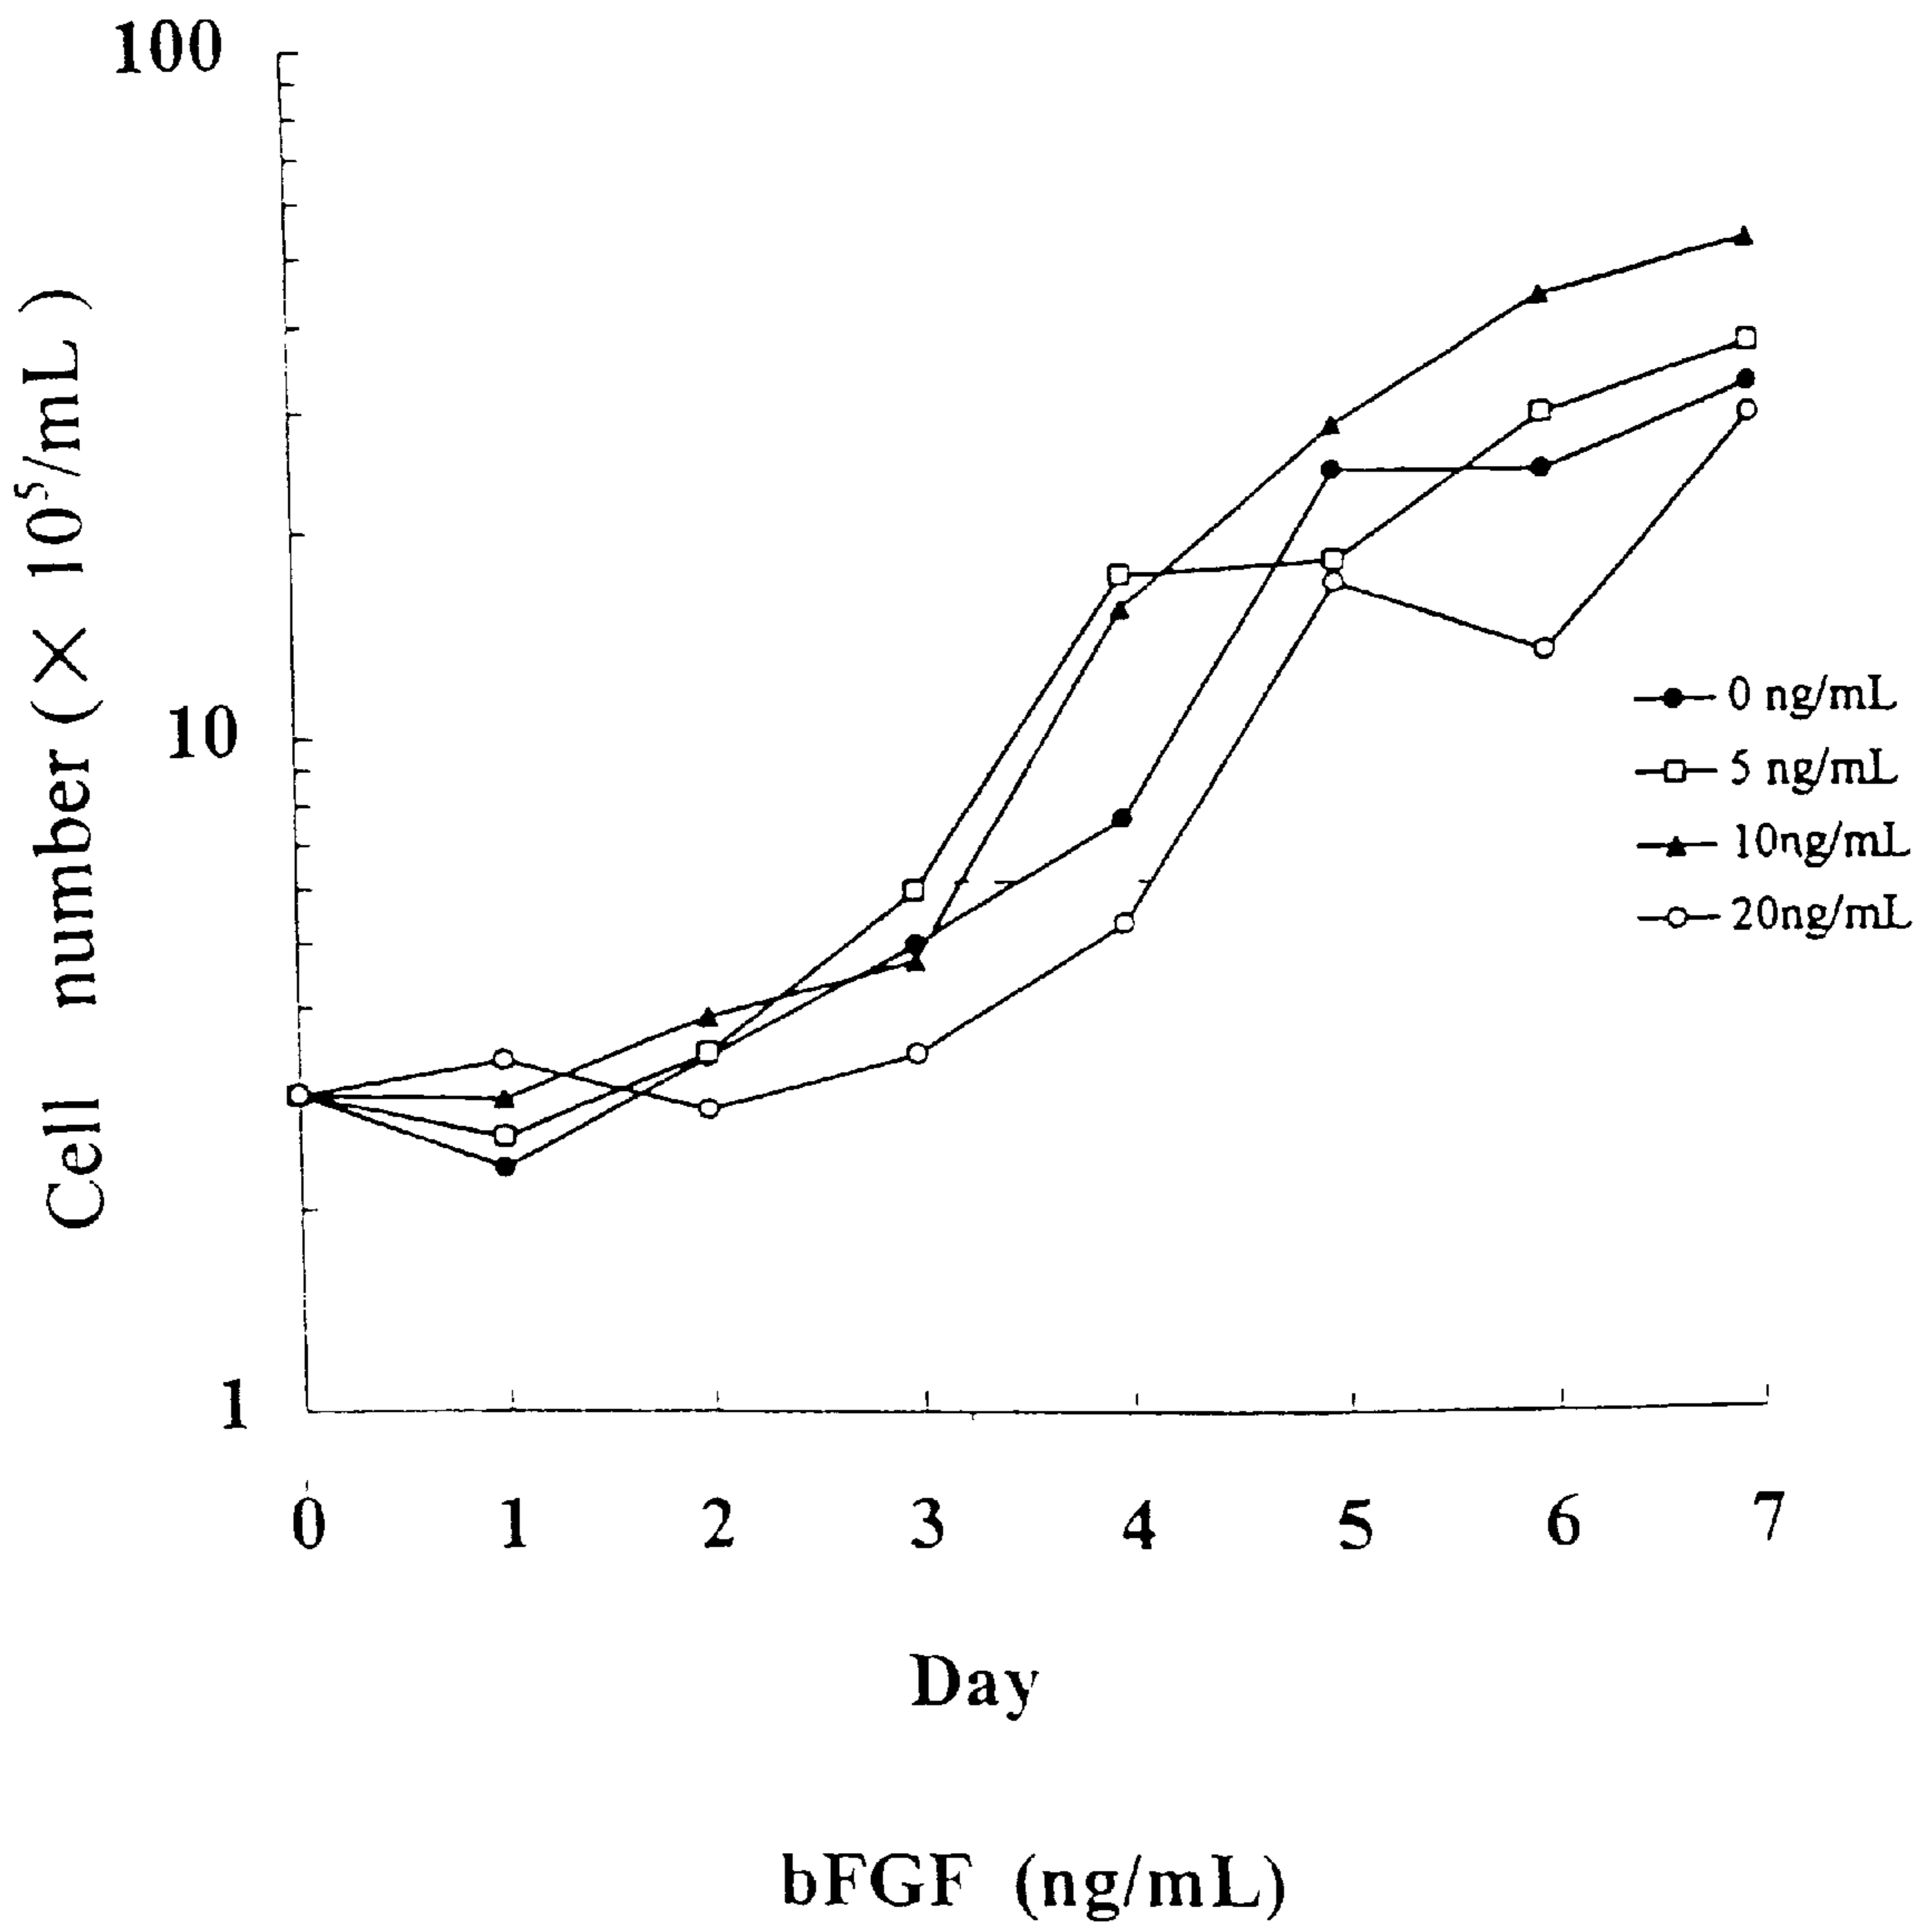 100
10
1
Cell number (× 10⁵/mL)
0 ng/mL
5 ng/mL
10ng/mL
20ng/mL
0 1 2 3 4 5 6 7
Day
bFGF (ng/mL)